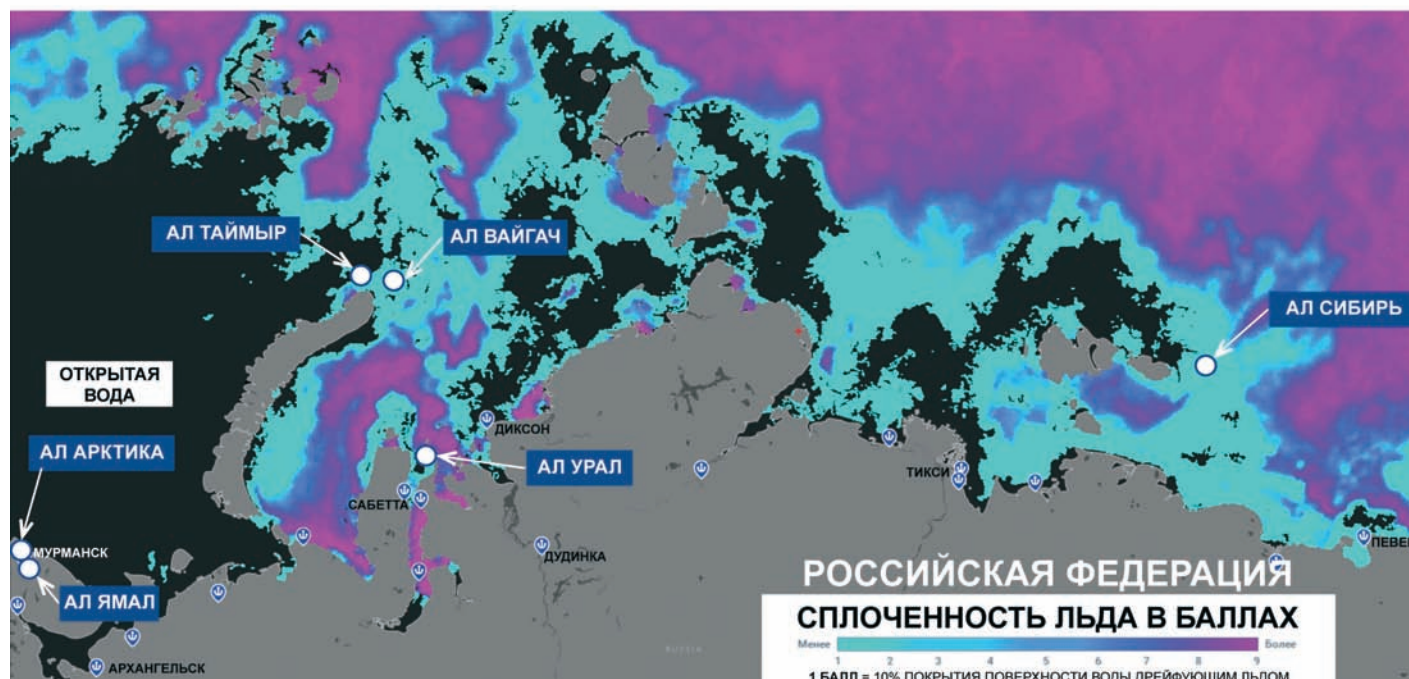 АЛ ТАЙМЫР
АЛ ВАЙГАЧ
АЛ СИБИРЬ
ОТКРЫТАЯ
ВОДА
АЛ АРКТИКА
ДИКСОН
АЛ УРАЛ
ТИКСИ
САБЕТТА
МУРМАНСК
ДУДИНКА
ПЕВЕ
АЛ ЯМАЛ
АРХАНГЕЛЬСК
РОССИЙСКАЯ ФЕДЕРАЦИЯ
СПЛОЧЕННОСТЬ ЛЬДА В БАЛЛАХ
Менее Более
1 2 3 4 5 6 7 8 9
RUSSIA
1 БАЛЛ = 10% ПОКРЫТИЯ ПОВЕРХНОСТИ ВОДЫ ДРЕЙФУЮЩИМ ЛЬДОМ